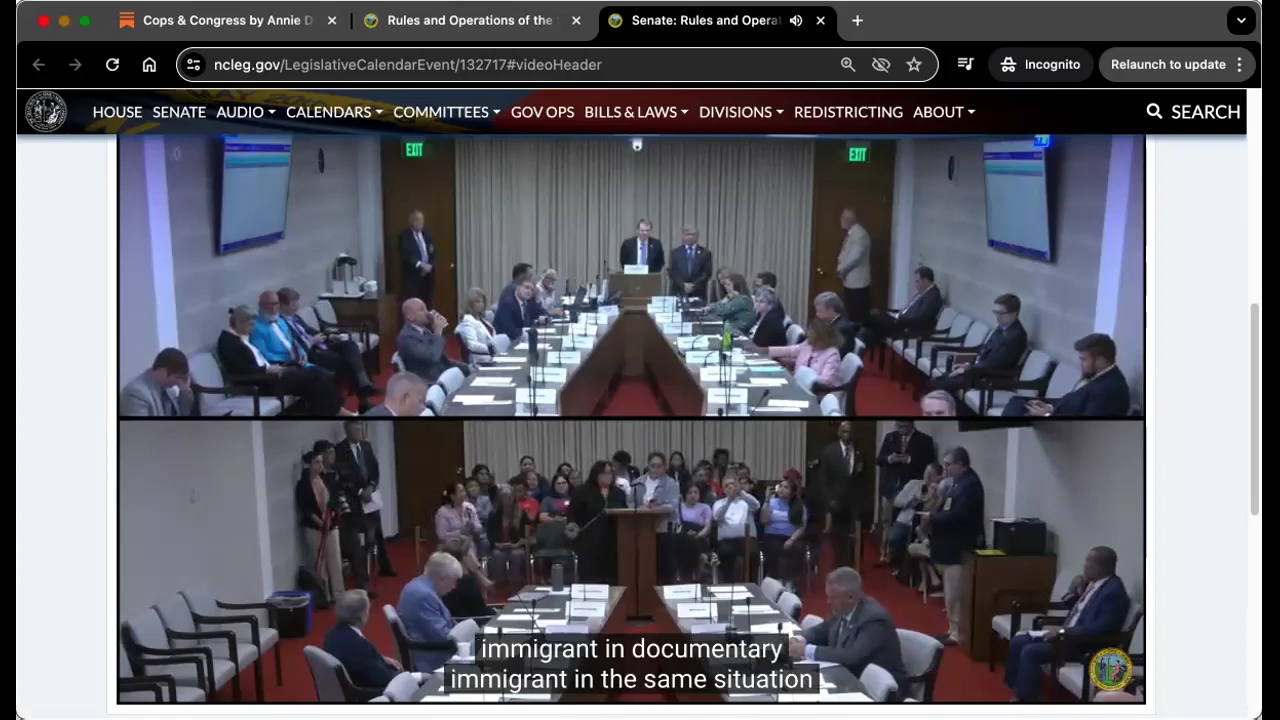 Cops & Congress by Annie D
Rules and Operations of the
Senate: Rules and Opera
ncleg.gov/LegislativeCalendarEvent/132717#videoHeader
Incognito
Relaunch to update
HOUSE SENATE AUDIO CALENDARS COMMITTEES GOV OPS BILLS & LAWS DIVISIONS REDISTRICTING ABOUT SEARCH
EXIT
EXIT
immigrant in documentary
immigrant in the same situation